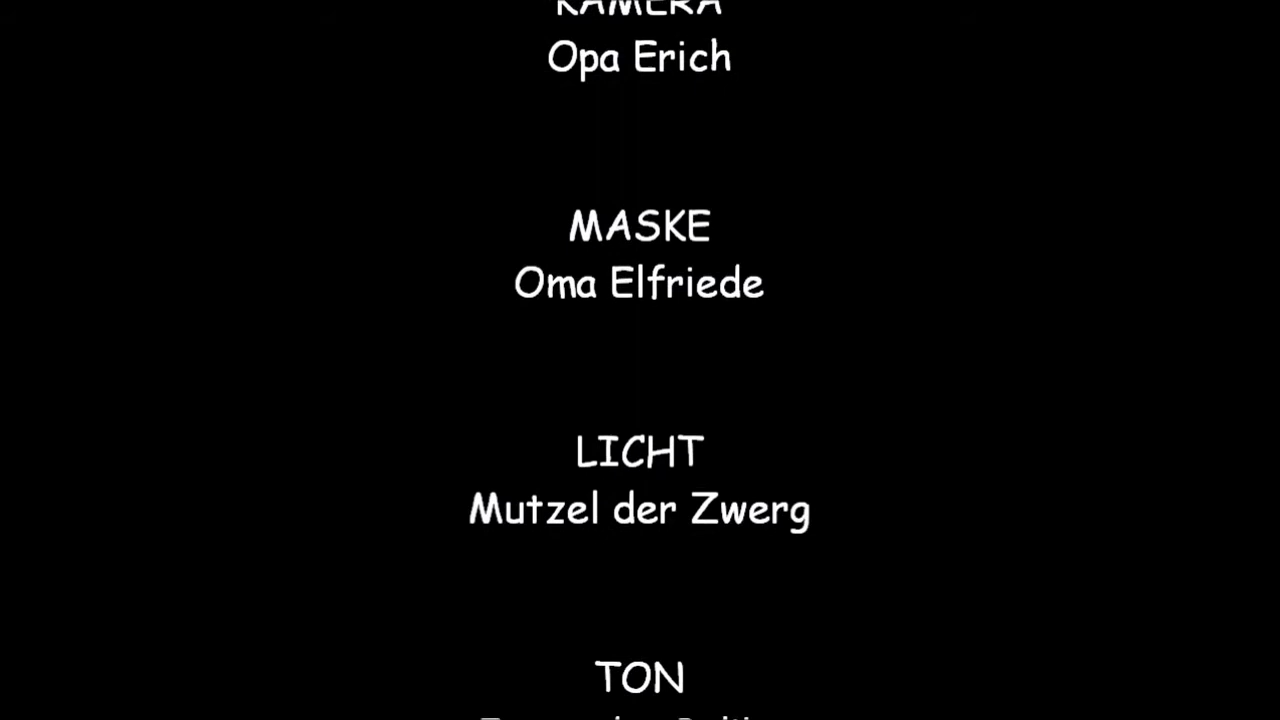 KAMERA
Opa Erich
MASKE
Oma Elfriede
LICHT
Mutzel der Zwerg
TON